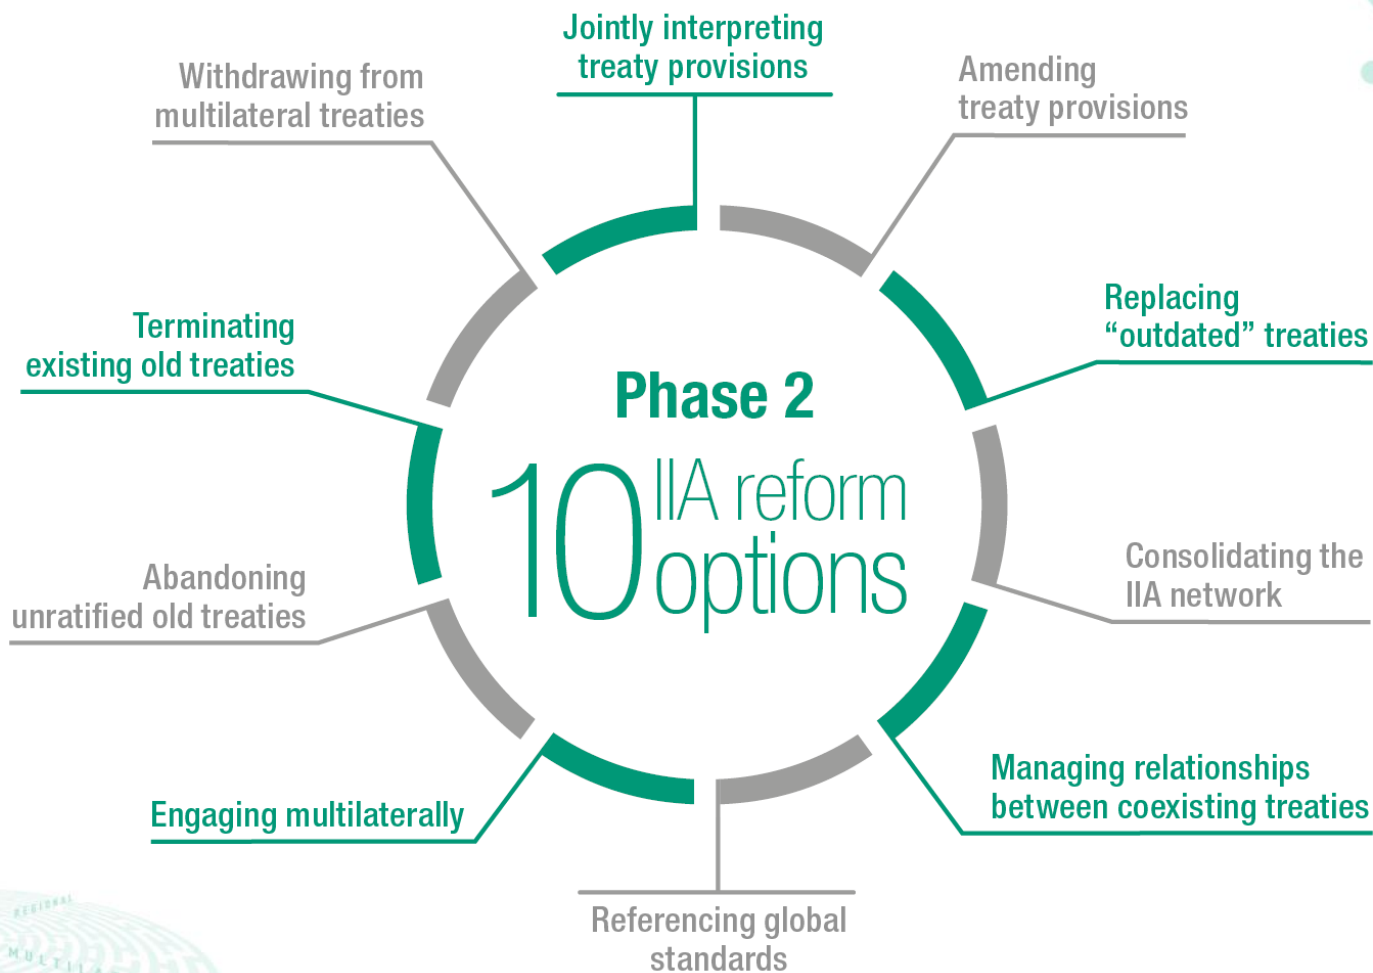 Jointly interpreting
treaty provisions
Amending
treaty provisions
Replacing
“outdated” treaties
Consolidating the
IIA network
Managing relationships
between coexisting treaties
Referencing global
standards
Engaging multilaterally
Abandoning
unratified old treaties
Terminating
existing old treaties
Withdrawing from
multilateral treaties
Phase 2
10 IIA reform
options
REGIONAL